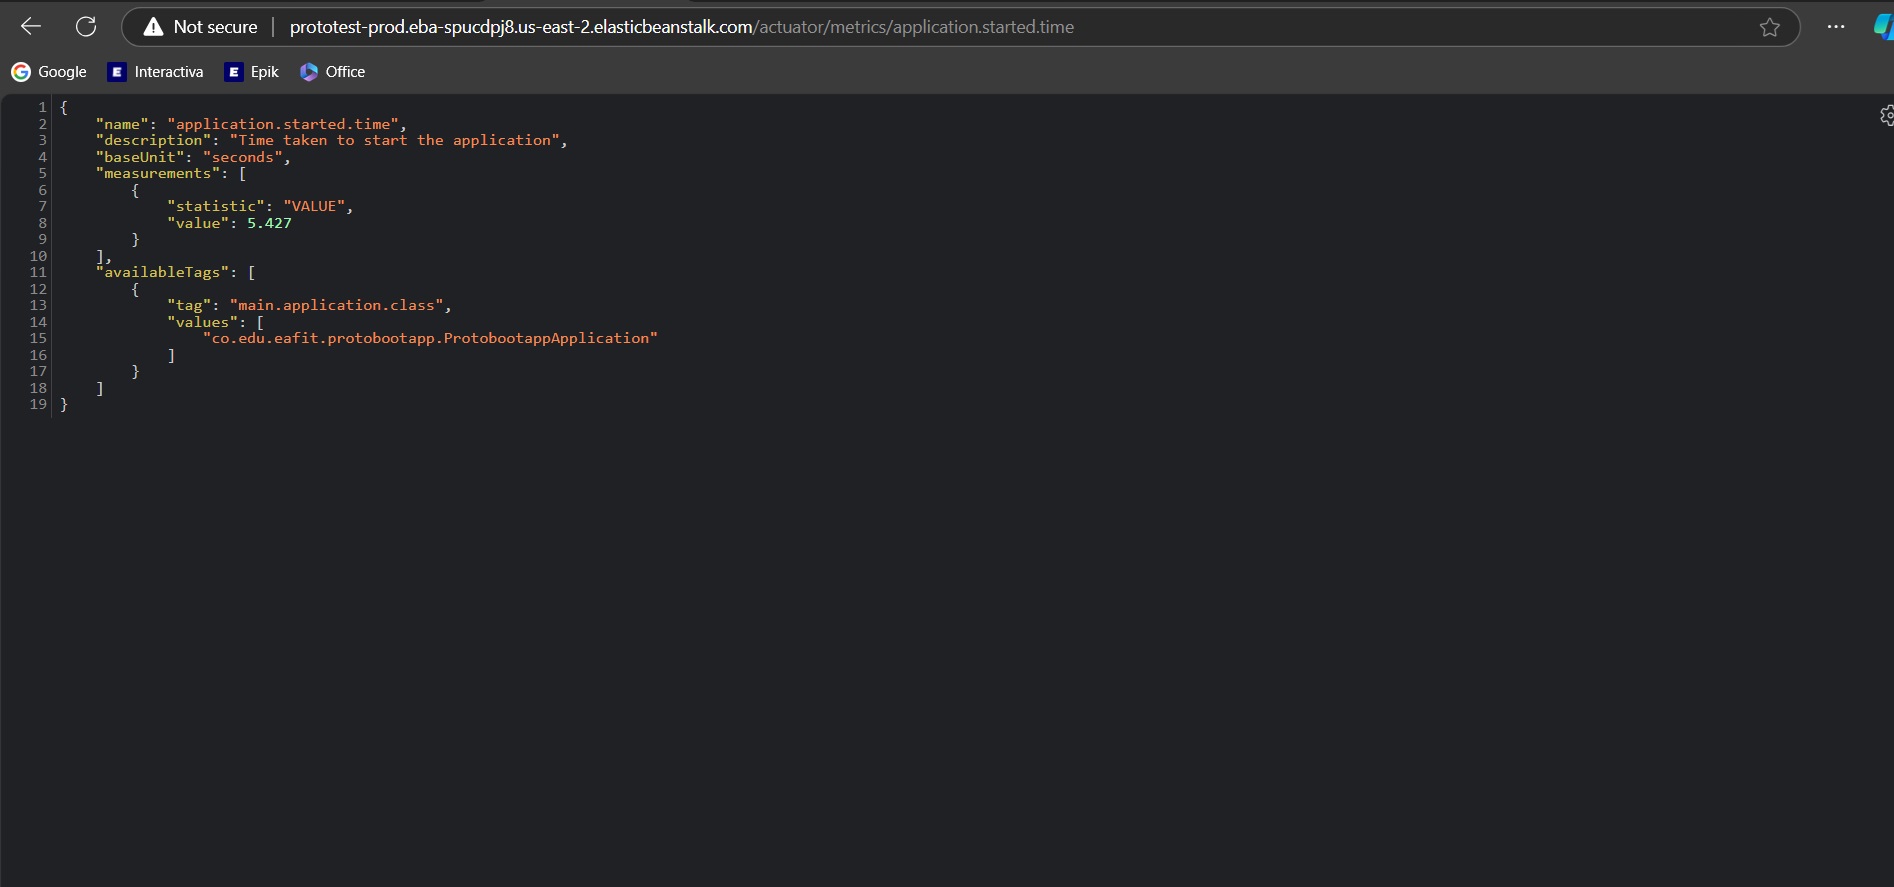 Not secure prototest-prod.eba-spucdpj8.us-east-2.elasticbeanstalk.com/actuator/metrics/application.started.time
Google Interactiva Epik Office
1 {
2 "name": "application.started.time",
3 "description": "Time taken to start the application",
4 "baseUnit": "seconds",
5 "measurements": [
6 {
7 "statistic": "VALUE",
8 "value": 5.427
9 }
10 ],
11 "availableTags": [
12 {
13 "tag": "main.application.class",
14 "values": [
15 "co.edu.eafit.protobootapp.ProtobootappApplication"
16 ]
17 }
18 ]
19 }